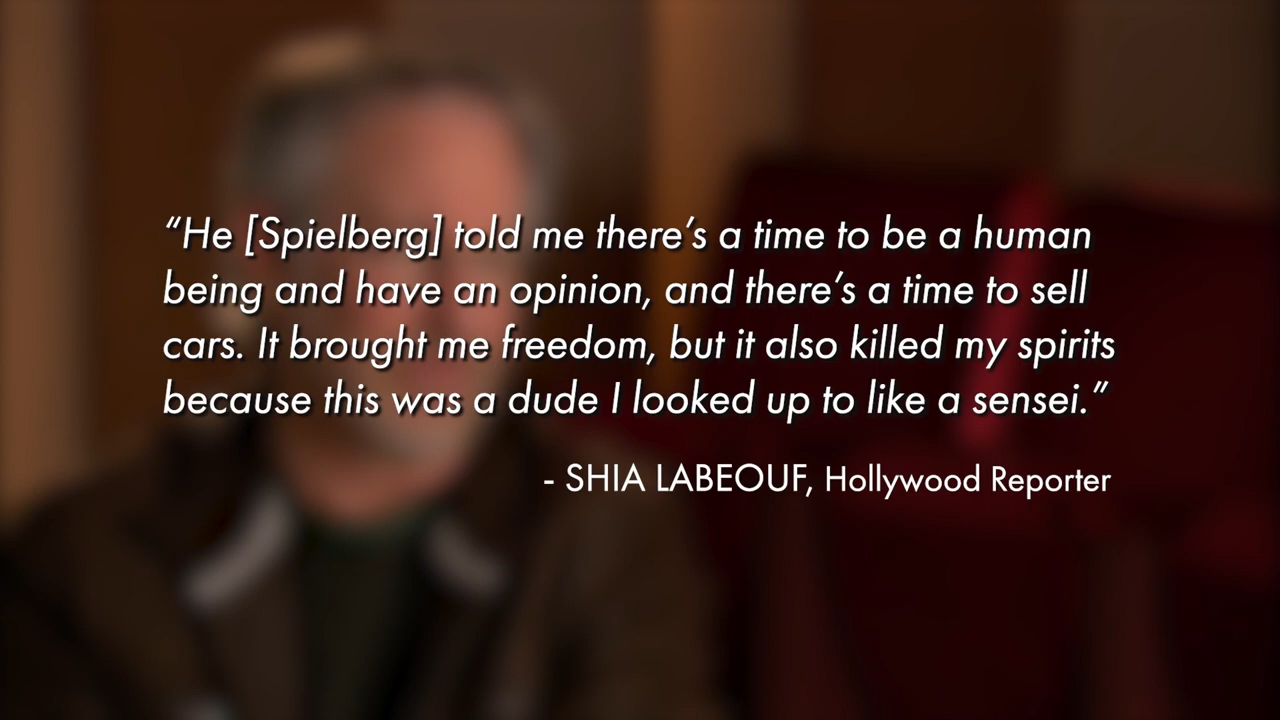 “He [Spielberg] told me there’s a time to be a human
being and have an opinion, and there’s a time to sell
cars. It brought me freedom, but it also killed my spirits
because this was a dude I looked up to like a sensei.”
- SHIA LABEOUF, Hollywood Reporter